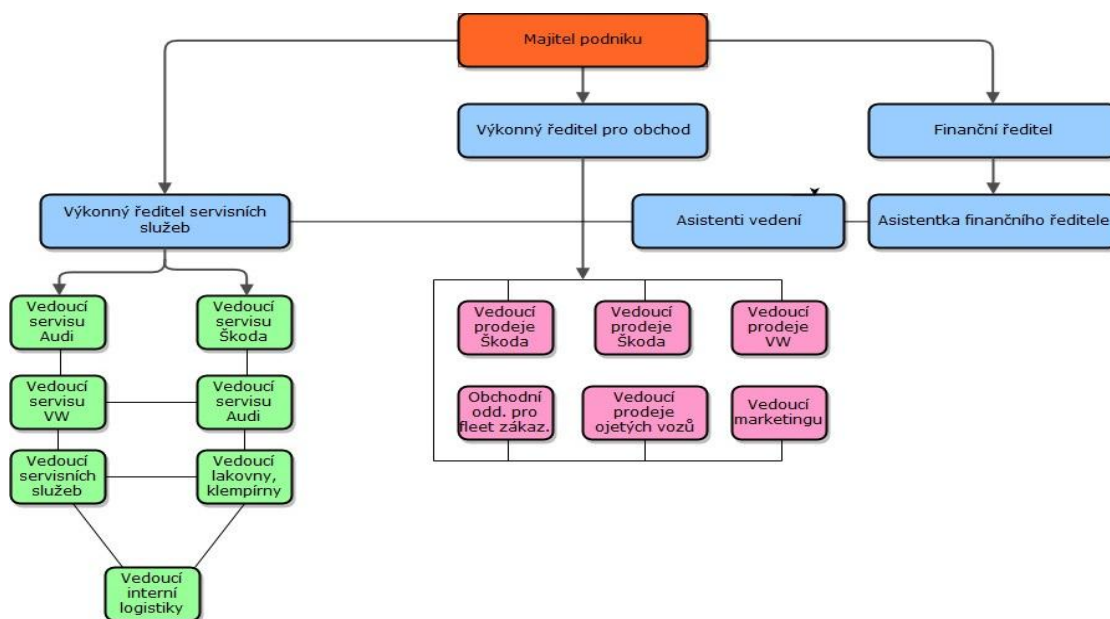 Majitel podniku
Výkonný ředitel pro obchod
Finanční ředitel
Výkonný ředitel servisních
služeb
Asistenti vedení
Asistentka finančního ředitele
Vedoucí
servisu
Audi
Vedoucí
servisu
Škoda
Vedoucí
prodeje
Škoda
Vedoucí
prodeje
Škoda
Vedoucí
prodeje
VW
Vedoucí
servisu
VW
Vedoucí
servisu
Audi
Obchodní
odd. pro
fleet zákaz.
Vedoucí
prodeje
ojetých vozů
Vedoucí
marketingu
Vedoucí
servisních
služeb
Vedoucí
lakovny,
klempírny
Vedoucí
interní
logistiky